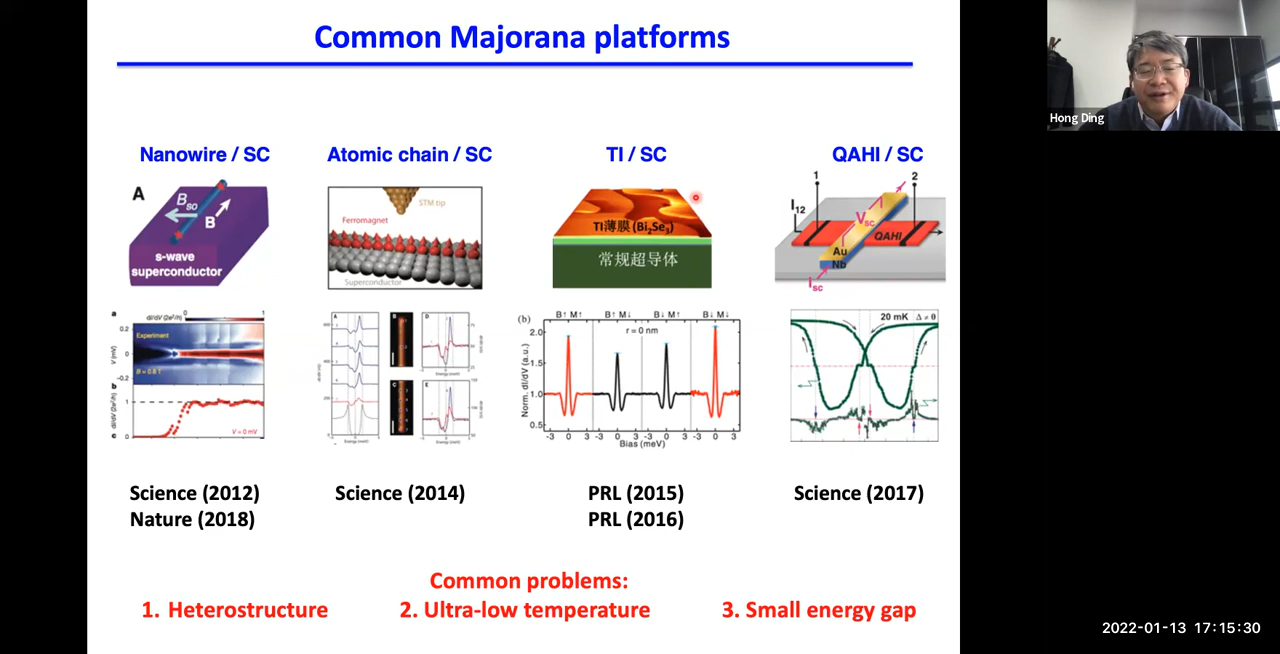 Common Majorana platforms
Hong Ding
Nanowire / SC
Atomic chain / SC
TI / SC
QAHI / SC
A
B_so
B
s-wave
superconductor
STM tip
Ferromagnet
Superconductor
TI薄膜 (Bi₂Se₃)
常规超导体
1
2
I₁₂
V_sc
QAHI
Au
Nb
I_sc
a
dI/dV (2e²/h)
0
1
Experiment
B = 0.8 T
V (mV)
0.2
0
-0.2
b
dI/dV (2e²/h)
1
0
V = 0 mV
c
A
B
D
C
E
Energy (meV)
(b)
B↑ M↑
B↑ M↓
B↓ M↑
B↓ M↓
r = 0 nm
Norm. dI/dV (a.u.)
2.0
1.5
1.0
0.5
-3 0 3 -3 0 3 -3 0 3 -3 0 3
Bias (meV)
20 mK
Δ ≠ 0
Science (2012)
Nature (2018)
Science (2014)
PRL (2015)
PRL (2016)
Science (2017)
Common problems:
1. Heterostructure
2. Ultra-low temperature
3. Small energy gap
2022-01-13 17:15:30